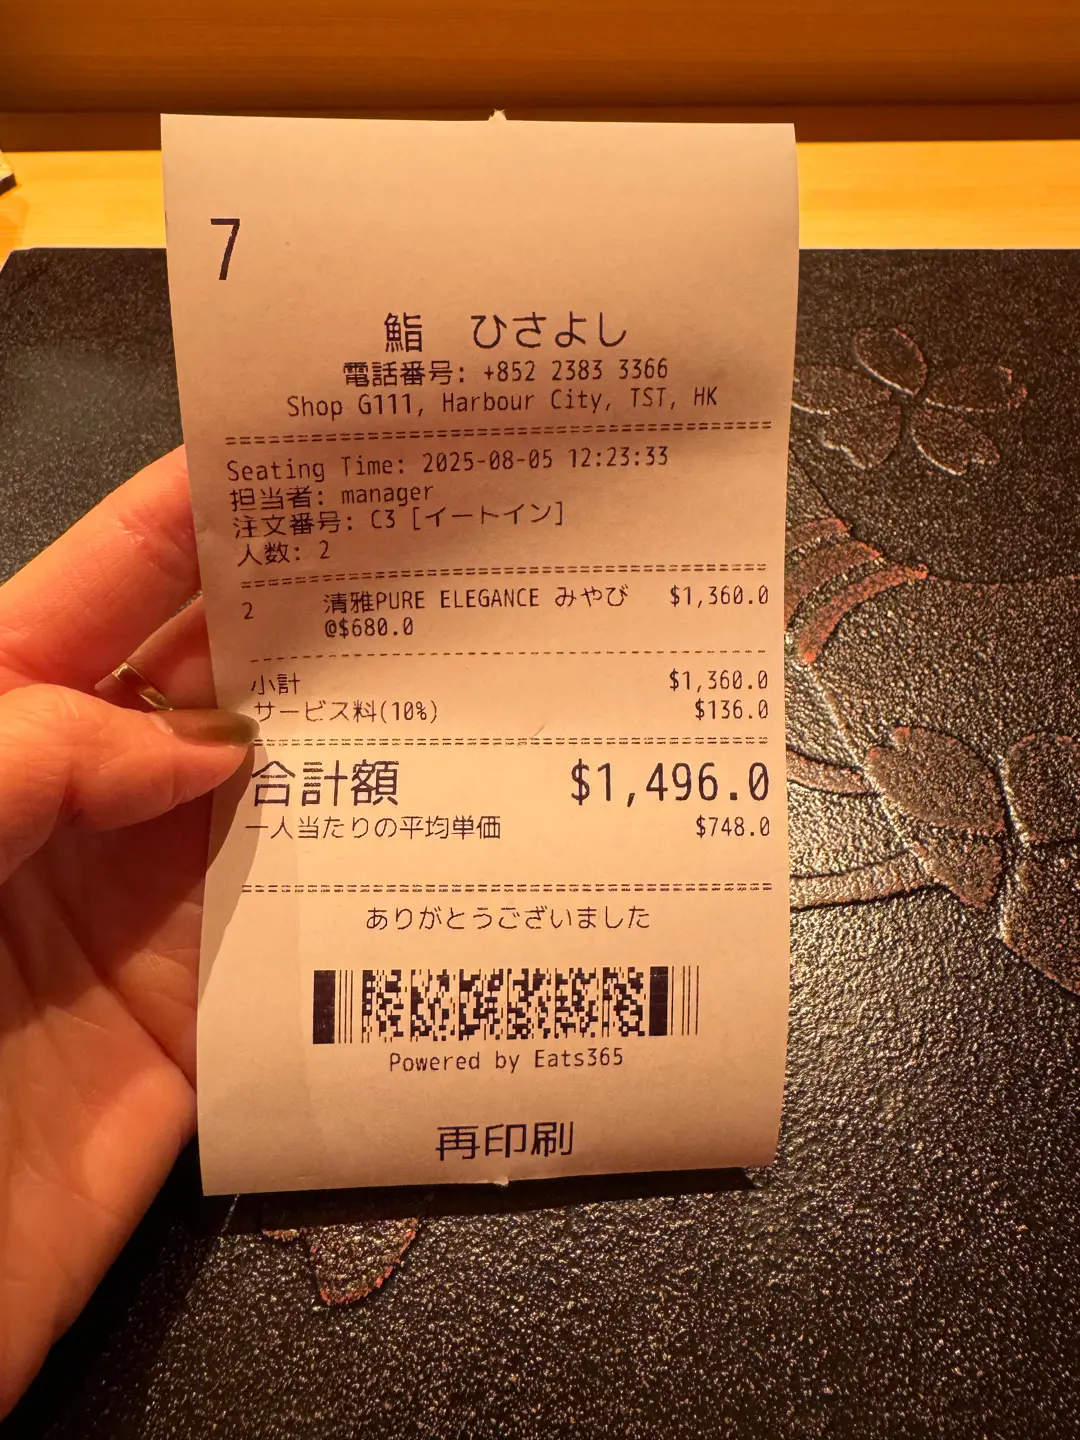 7
鮨 ひさよし
電話番号: +852 2383 3366
Shop G111, Harbour City, TST, HK
Seating Time: 2025-08-05 12:23:33
担当者: manager
注文番号: C3 [イートイン]
人数: 2
2 清雅PURE ELEGANCE みやび $1,360.0
@$680.0
小計 $1,360.0
サービス料(10%) $136.0
合計額 $1,496.0
一人当たりの平均単価 $748.0
ありがとうございました
Powered by Eats365
再印刷